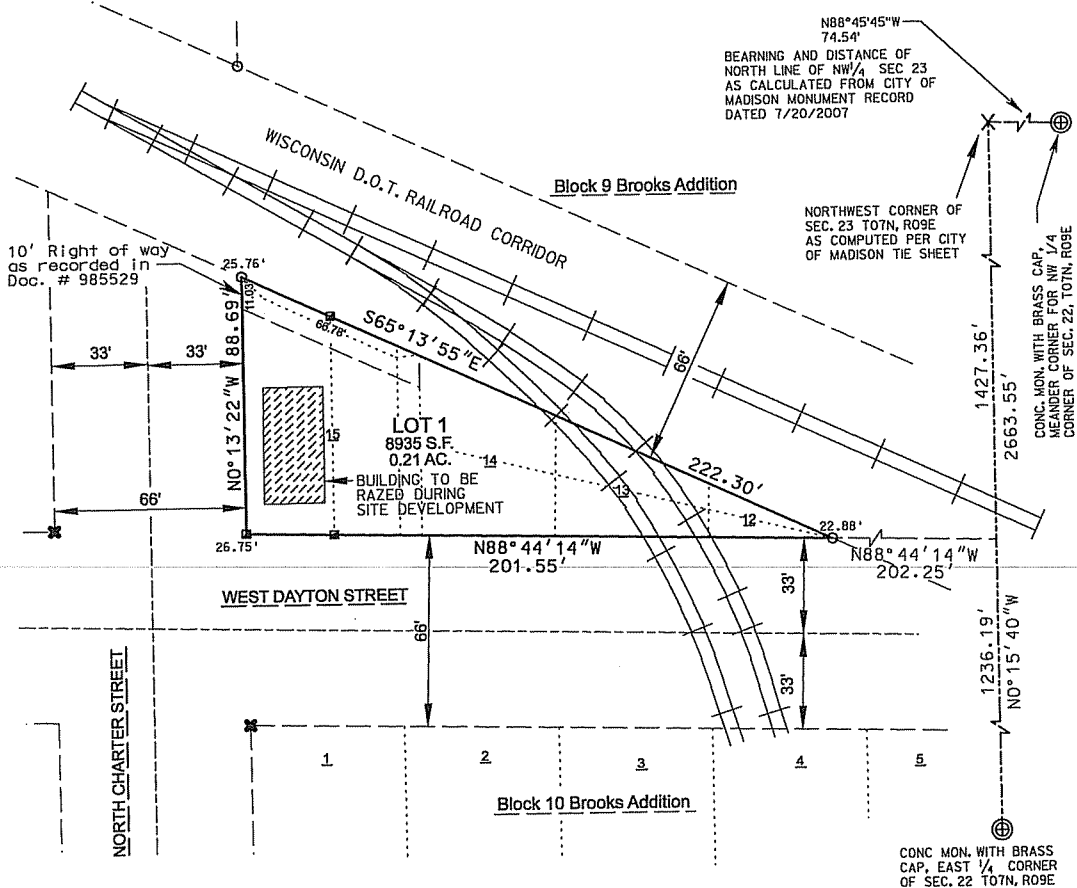 N88°45'45"W
74.54'
BEARNING AND DISTANCE OF
NORTH LINE OF NW¼ SEC 23
AS CALCULATED FROM CITY OF
MADISON MONUMENT RECORD
DATED 7/20/2007
WISCONSIN D.O.T. RAILROAD CORRIDOR
Block 9 Brooks Addition
NORTHWEST CORNER OF
SEC. 23 TO7N, RO9E
AS COMPUTED PER CITY
OF MADISON TIE SHEET
CONC. MON. WITH BRASS CAP,
MEANDER CORNER FOR NW 1/4
CORNER OF SEC. 22, TO7N, RO9E
10' Right of way
as recorded in
Doc. # 985529
25.76'
11.03'
66.78'
S65°13'55"E
222.30'
66'
33'
33'
N0°13'22"W 88.69'
LOT 1
8935 S.F.
0.21 AC.
15
14
13
12
BUILDING TO BE
RAZED DURING
SITE DEVELOPMENT
1427.36'
2663.55'
66'
26.75'
22.88'
N88°44'14"W
201.55'
N88°44'14"W
202.25'
WEST DAYTON STREET
66'
33'
33'
1236.19'
N0°15'40"W
NORTH CHARTER STREET
1
2
3
4
5
Block 10 Brooks Addition
CONC MON. WITH BRASS
CAP, EAST ¼ CORNER
OF SEC. 22 TO7N, RO9E